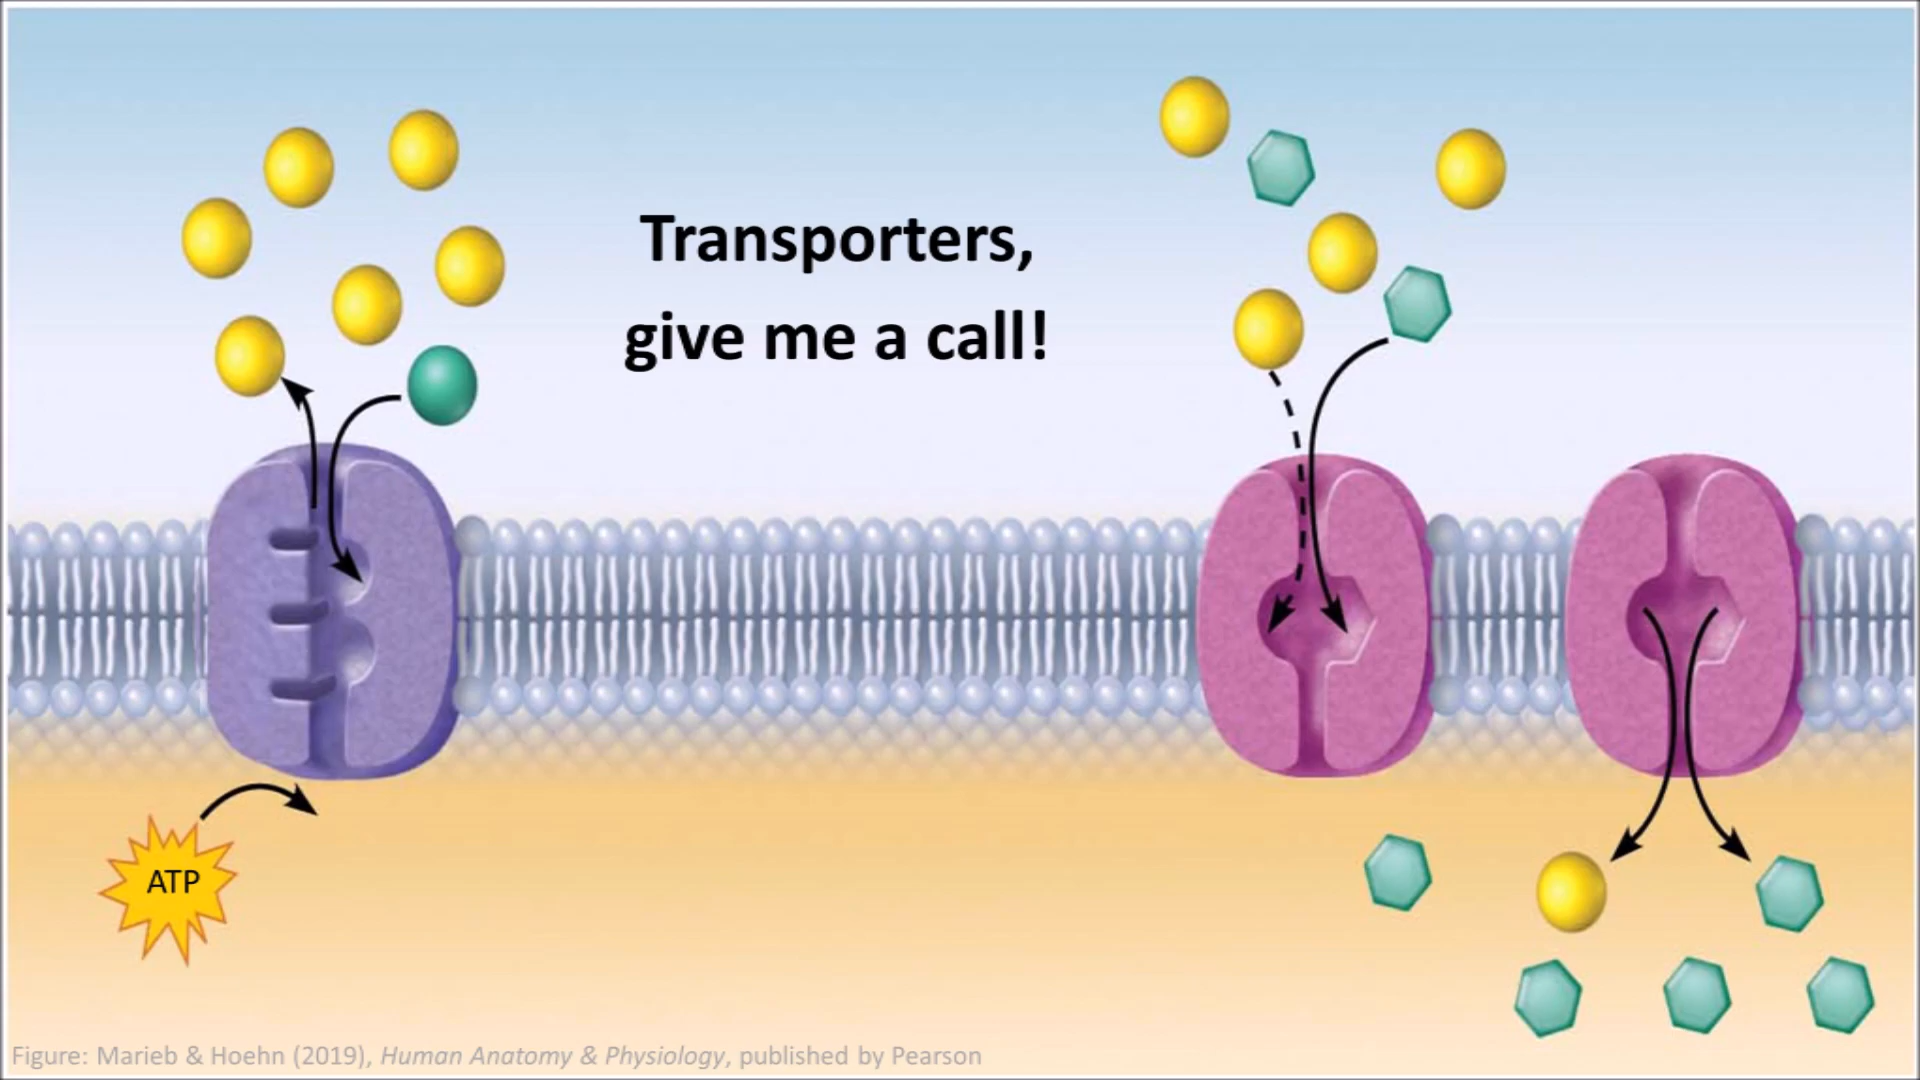 Transporters,
give me a call!
ATP
Figure: Marieb & Hoehn (2019), Human Anatomy & Physiology, published by Pearson